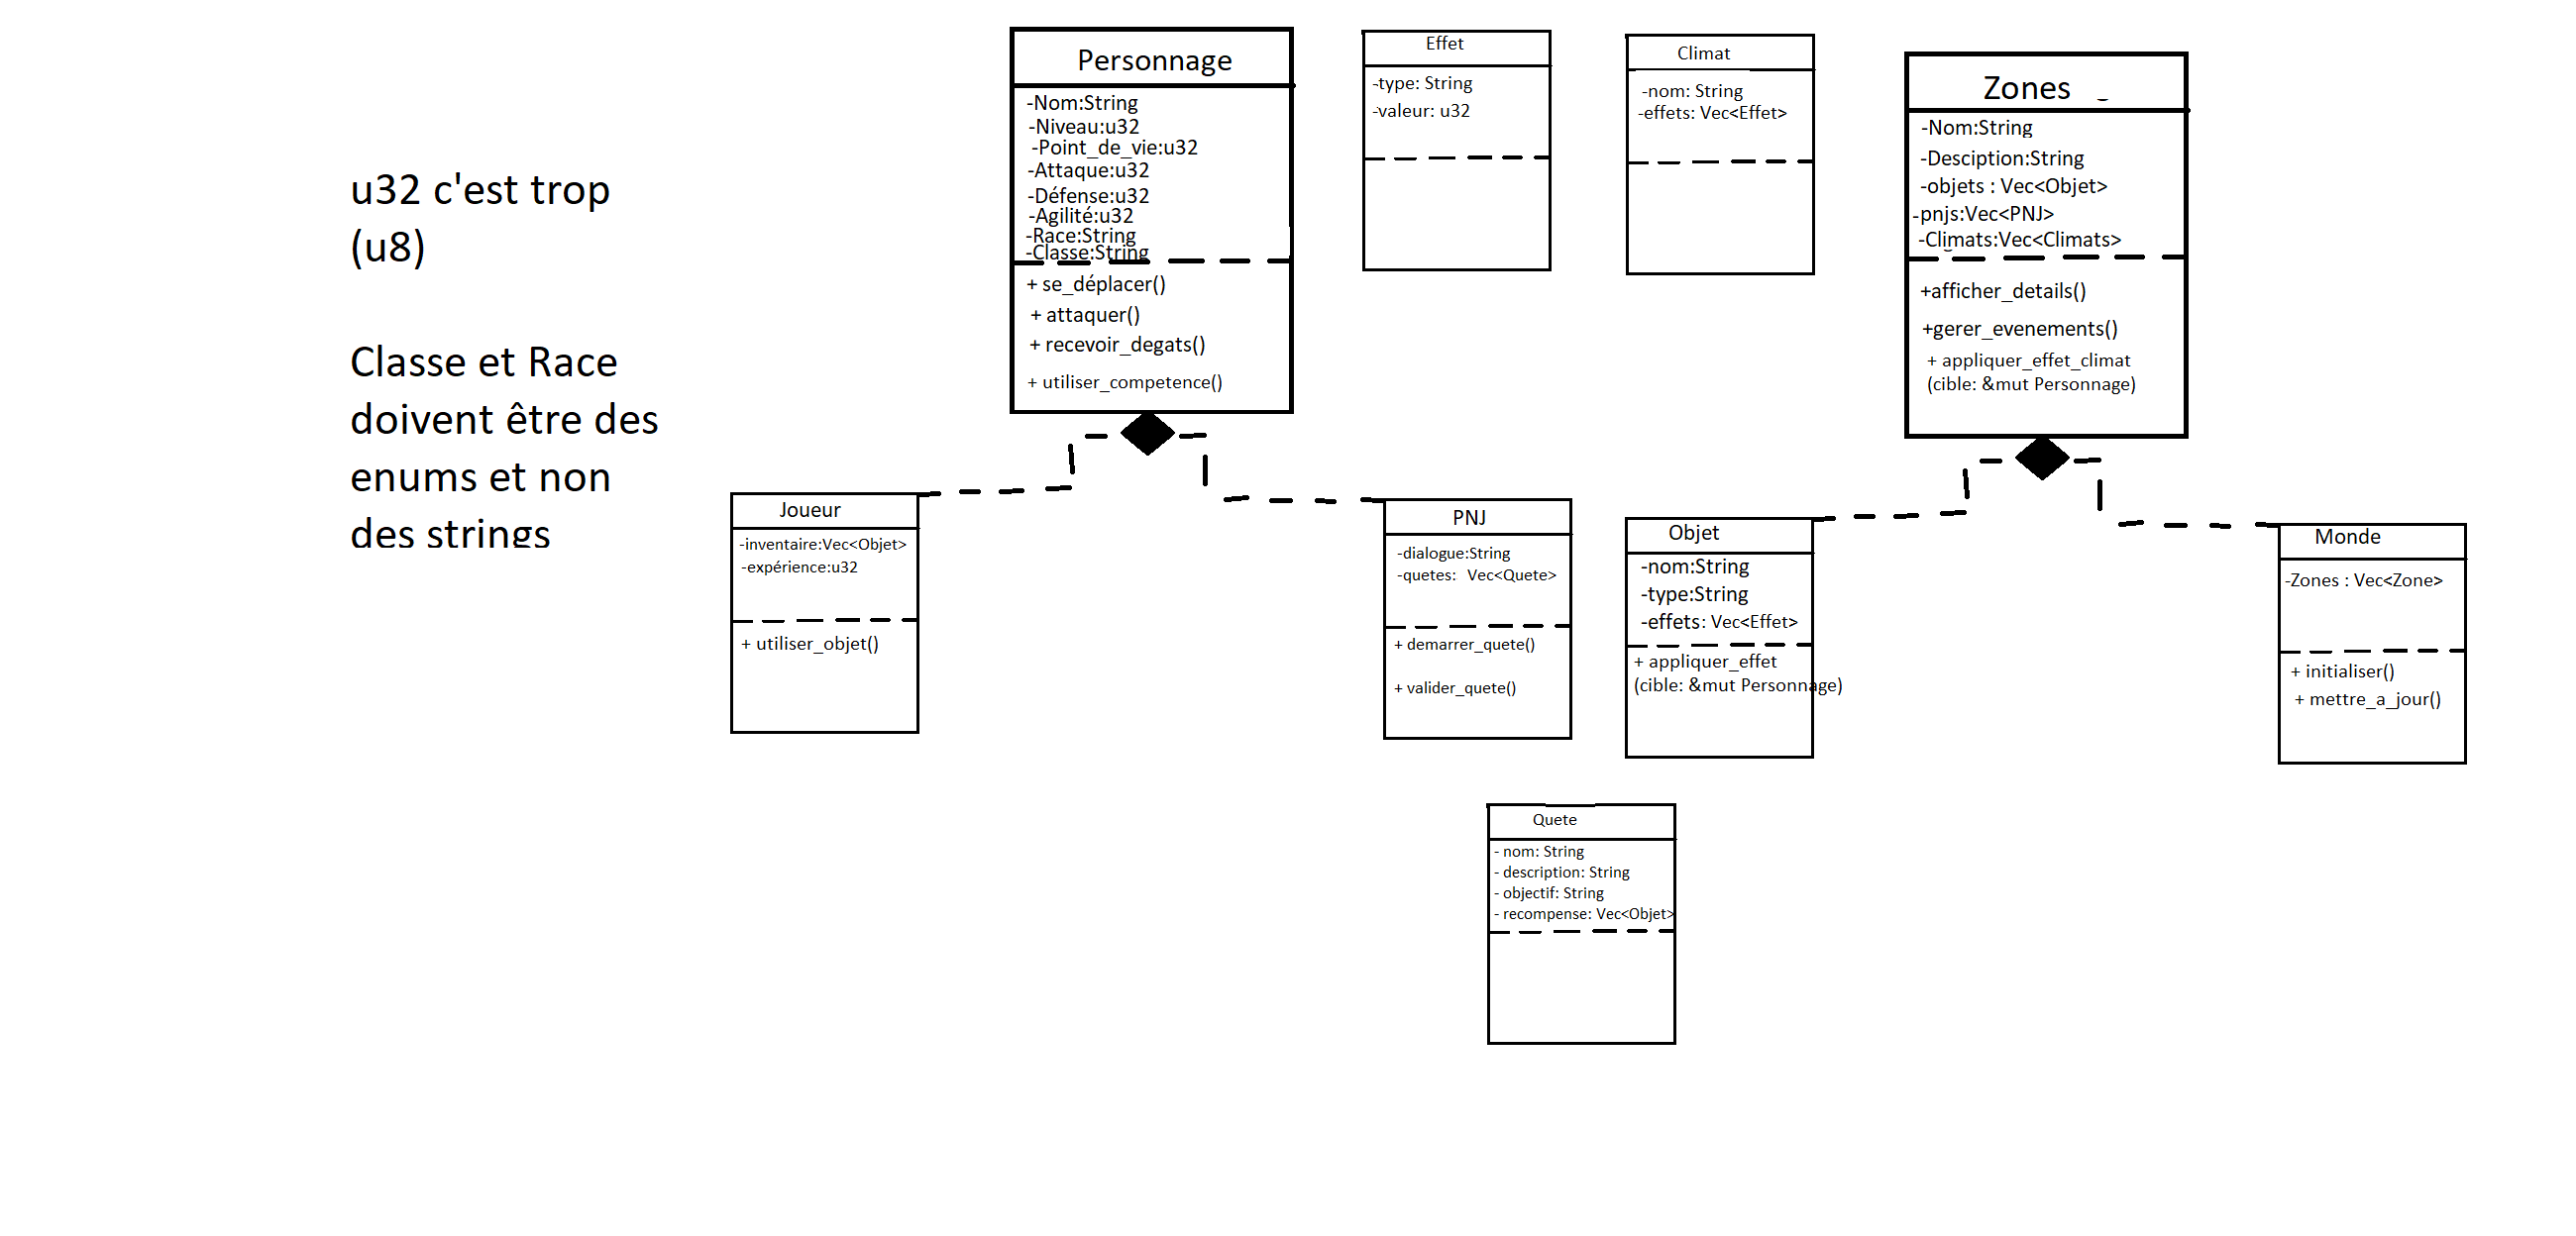 u32 c'est trop
(u8)
Classe et Race
doivent être des
enums et non
des strings
Personnage
-Nom:String
-Niveau:u32
-Point_de_vie:u32
-Attaque:u32
-Défense:u32
-Agilité:u32
-Race:String
-Classe:String
+ se_déplacer()
+ attaquer()
+ recevoir_degats()
+ utiliser_competence()
Effet
-type: String
-valeur: u32
Climat
-nom: String
-effets: Vec<Effet>
Zones
-Nom:String
-Desciption:String
-objets : Vec<Objet>
-pnjs:Vec<PNJ>
-Climats:Vec<Climats>
+afficher_details()
+gerer_evenements()
+ appliquer_effet_climat
(cible: &mut Personnage)
Joueur
-inventaire:Vec<Objet>
-expérience:u32
+ utiliser_objet()
PNJ
-dialogue:String
-quetes: Vec<Quete>
+ demarrer_quete()
+ valider_quete()
Objet
-nom:String
-type:String
-effets: Vec<Effet>
+ appliquer_effet
(cible: &mut Personnage)
Monde
-Zones : Vec<Zone>
+ initialiser()
+ mettre_a_jour()
Quete
- nom: String
- description: String
- objectif: String
- recompense: Vec<Objet>